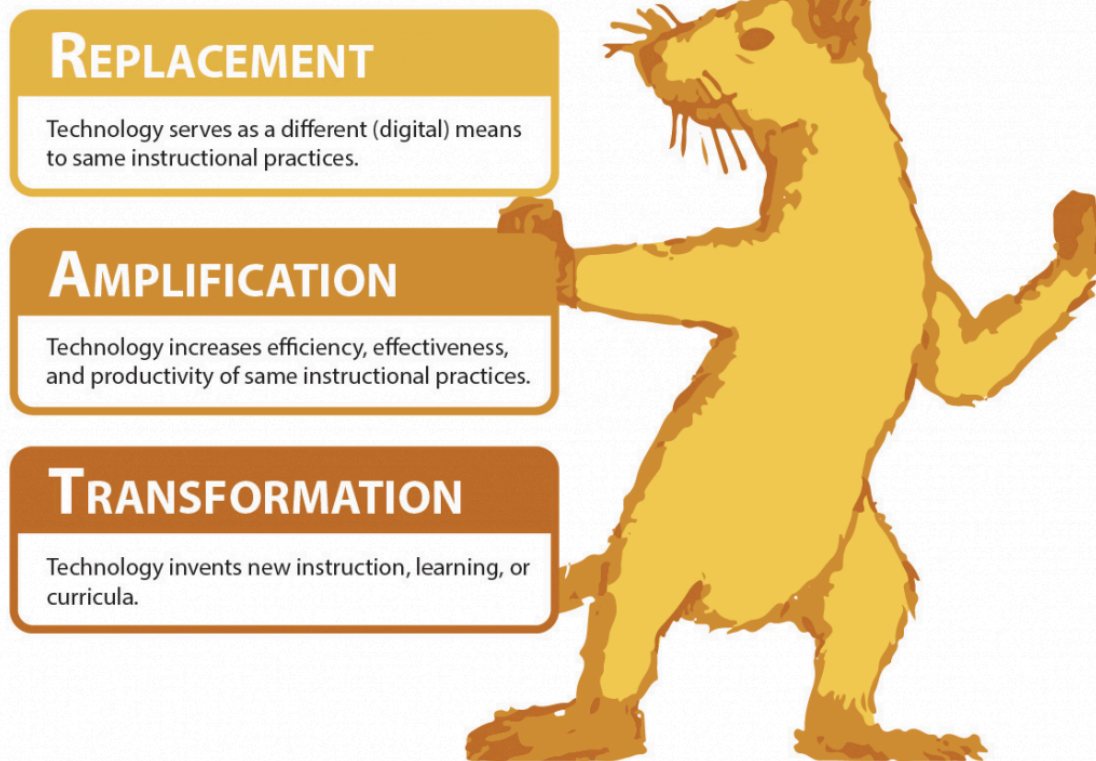 REPLACEMENT
Technology serves as a different (digital) means
to same instructional practices.
AMPLIFICATION
Technology increases efficiency, effectiveness,
and productivity of same instructional practices.
TRANSFORMATION
Technology invents new instruction, learning, or
curricula.